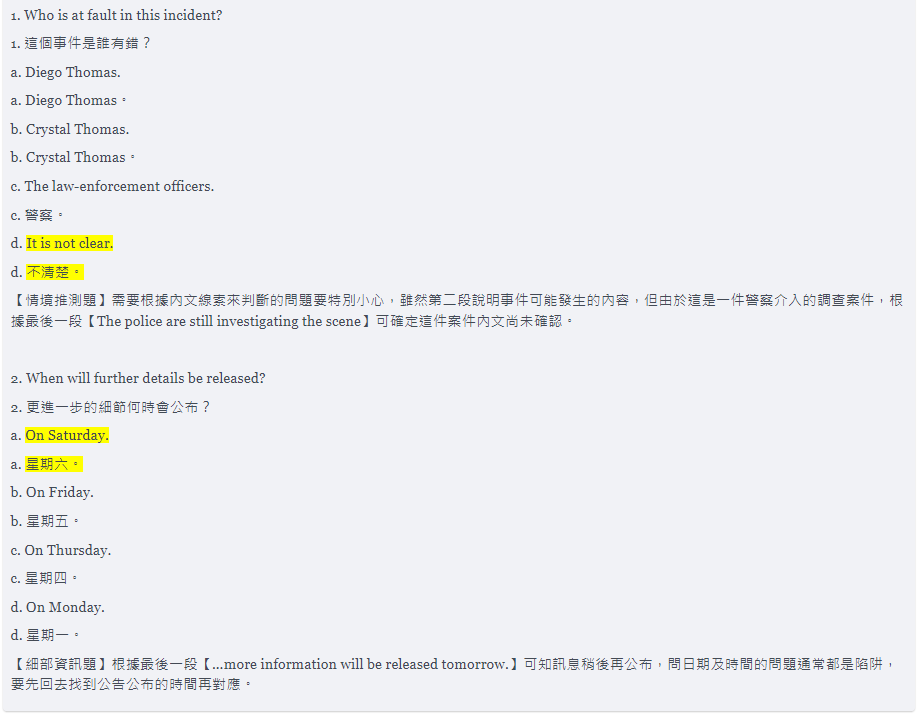 1. Who is at fault in this incident?
1. 這個事件是誰有錯？
a. Diego Thomas.
a. Diego Thomas。
b. Crystal Thomas.
b. Crystal Thomas。
c. The law-enforcement officers.
c. 警察。
d. It is not clear.
d. 不清楚。
【情境推測題】需要根據內文線索來判斷的問題要特別小心，雖然第二段說明事件可能發生的內容，但由於這是一件警察介入的調查案件，根
據最後一段【The police are still investigating the scene】可確定這件案件內文尚未確認。
2. When will further details be released?
2. 更進一步的細節何時會公布？
a. On Saturday.
a. 星期六。
b. On Friday.
b. 星期五。
c. On Thursday.
c. 星期四。
d. On Monday.
d. 星期一。
【細部資訊題】根據最後一段【...more information will be released tomorrow.】可知訊息稍後再公布，問日期及時間的問題通常都是陷阱，
要先回去找到公告公布的時間再對應。